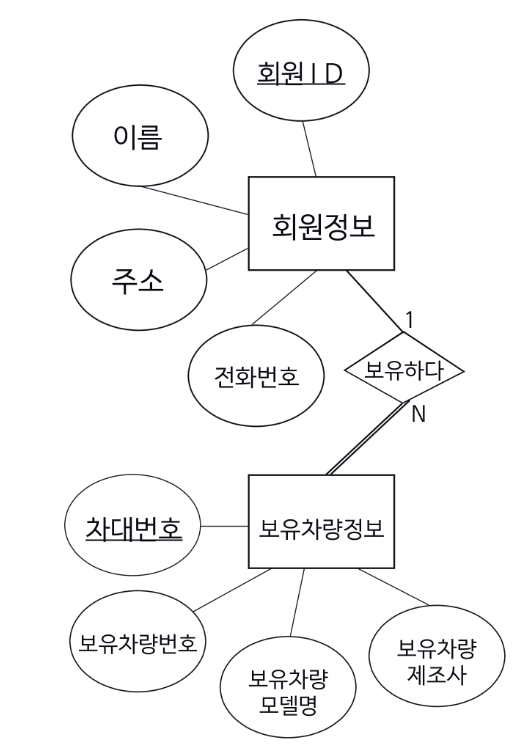 회원ID
이름
회원정보
주소
전화번호
1
보유하다
N
차대번호
보유차량정보
보유차량번호
보유차량
모델명
보유차량
제조사